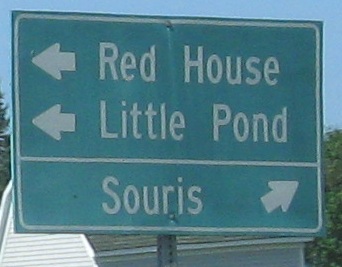 Red House
Little Pond
Souris